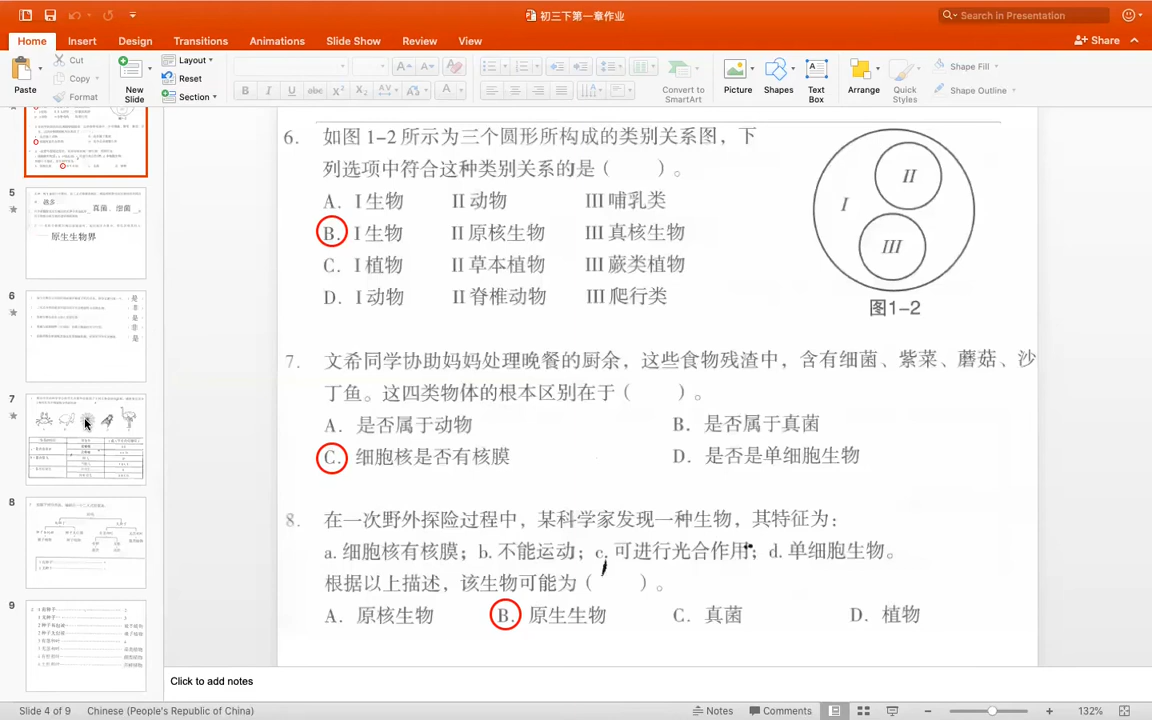 初三下第一章作业
Search in Presentation
Home Insert Design Transitions Animations Slide Show Review View
Share
Paste
Cut
Copy
Format
New Slide
Layout
Reset
Section
Convert to SmartArt
Picture
Shapes
Text Box
Arrange
Quick Styles
Shape Fill
Shape Outline
5
真菌、细菌
原生生物界
6
7
8
9
6. 如图 1-2 所示为三个圆形所构成的类别关系图，下
列选项中符合这种类别关系的是（ ）。
A. I 生物 II 动物 III 哺乳类
B. I 生物 II 原核生物 III 真核生物
C. I 植物 II 草本植物 III 蕨类植物
D. I 动物 II 脊椎动物 III 爬行类
I
II
III
图1-2
7. 文希同学协助妈妈处理晚餐的厨余，这些食物残渣中，含有细菌、紫菜、蘑菇、沙
丁鱼。这四类物体的根本区别在于（ ）。
A. 是否属于动物 B. 是否属于真菌
C. 细胞核是否有核膜 D. 是否是单细胞生物
8. 在一次野外探险过程中，某科学家发现一种生物，其特征为：
a. 细胞核有核膜；b. 不能运动；c. 可进行光合作用；d. 单细胞生物。
根据以上描述，该生物可能为（ ）。
A. 原核生物 B. 原生生物 C. 真菌 D. 植物
Click to add notes
Slide 4 of 9 Chinese (People's Republic of China) Notes Comments 132%